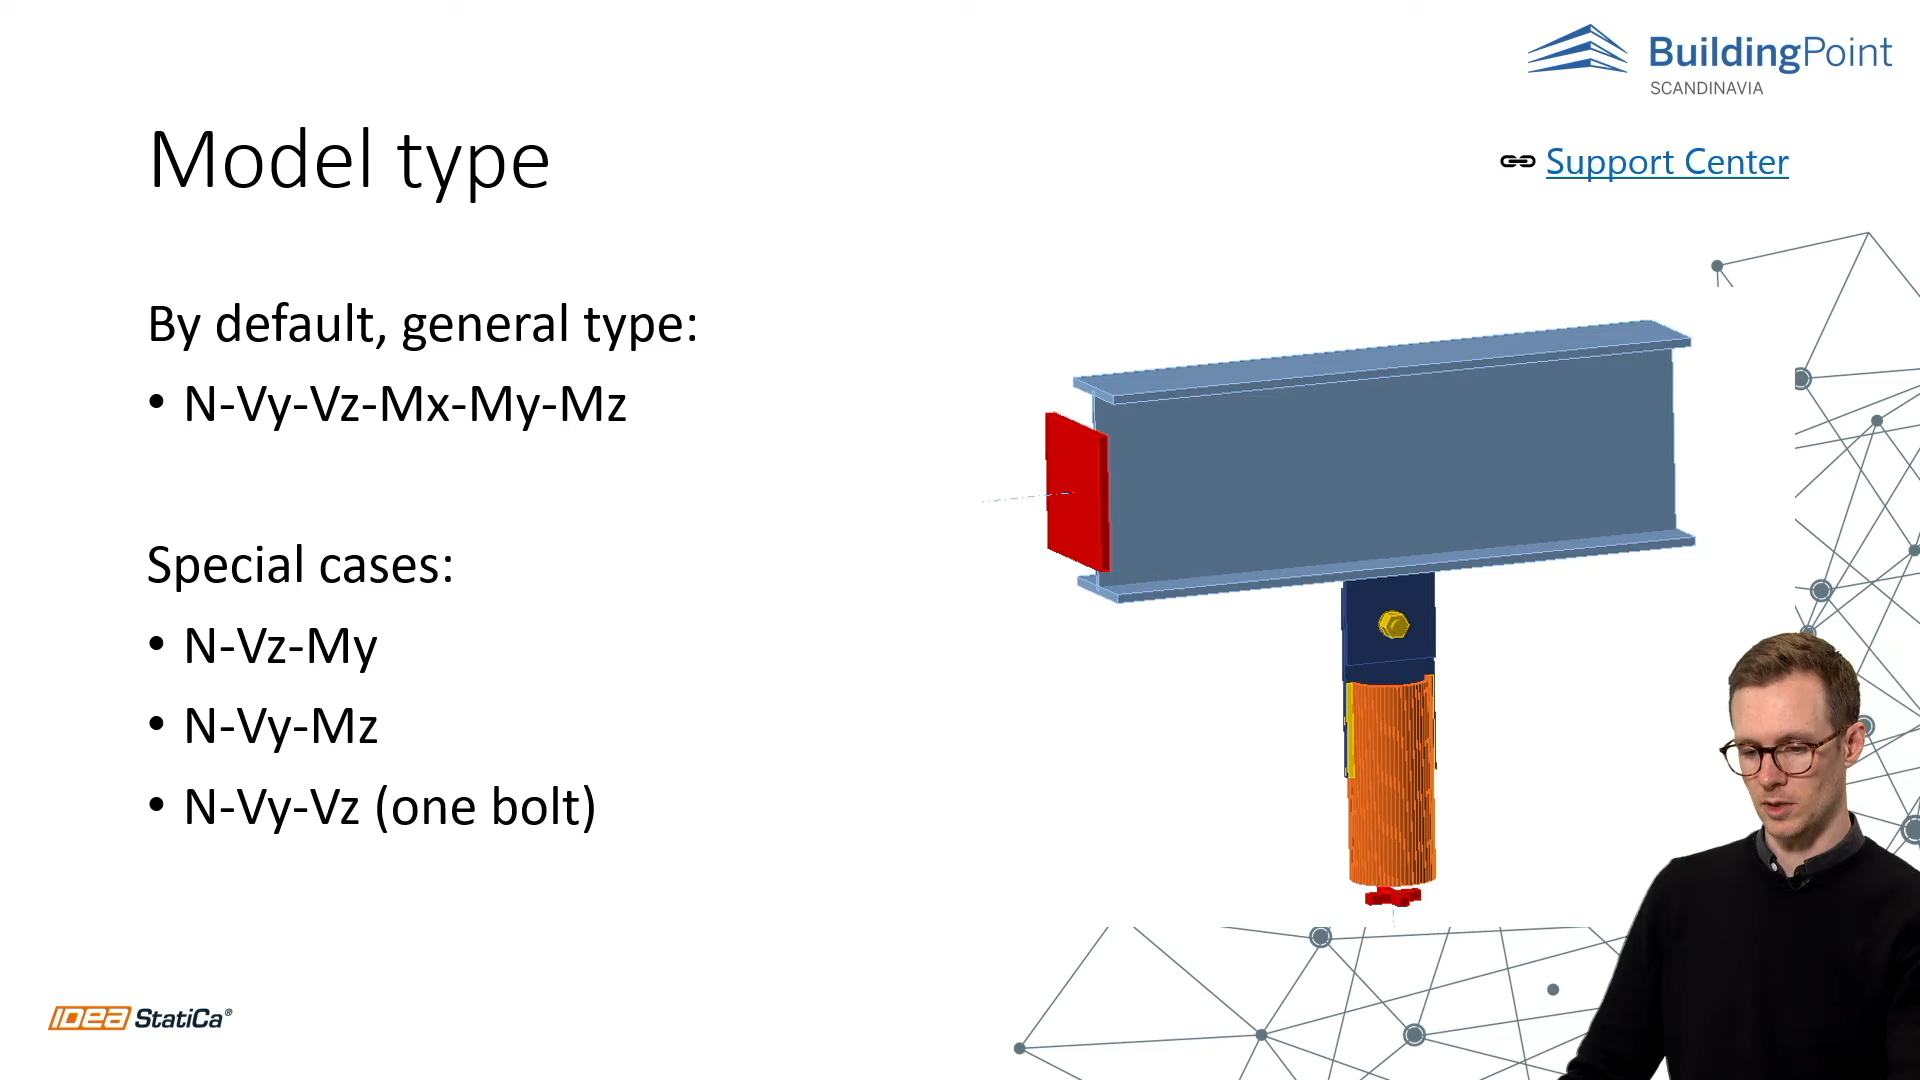 BuildingPoint
SCANDINAVIA
Model type
Support Center
By default, general type:
• N-Vy-Vz-Mx-My-Mz
Special cases:
• N-Vz-My
• N-Vy-Mz
• N-Vy-Vz (one bolt)
IDEA StatiCa®